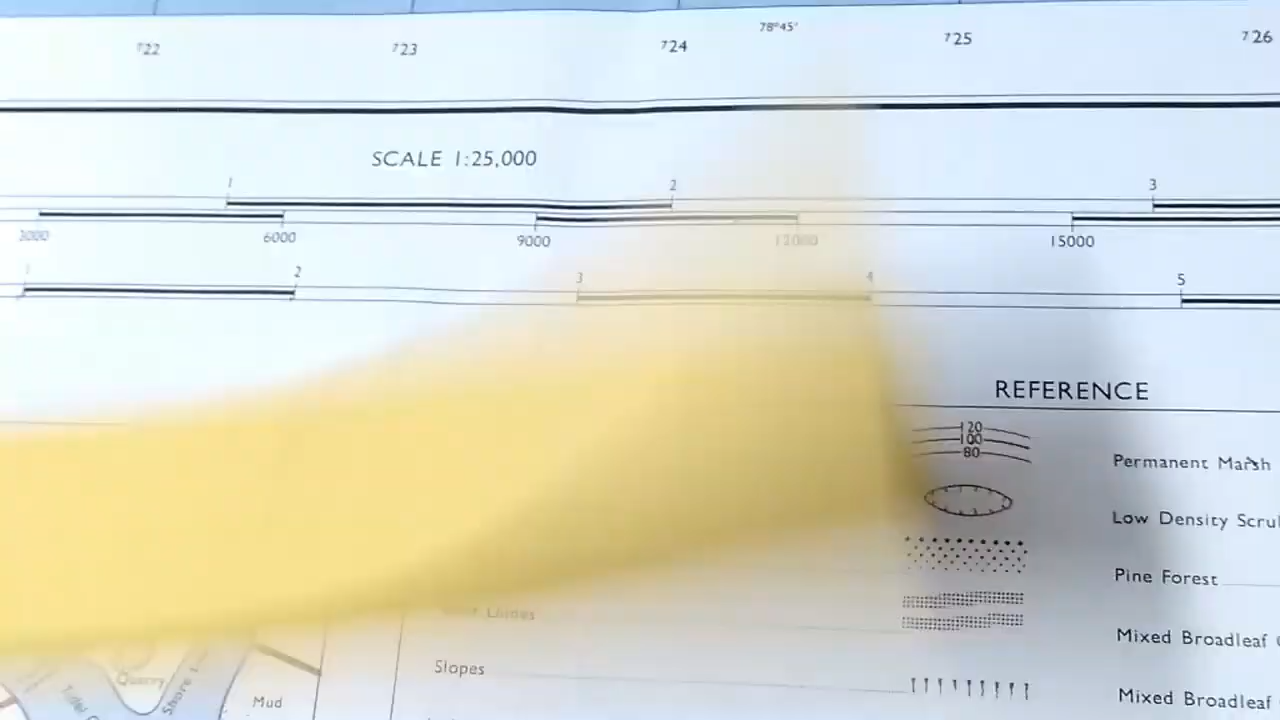 722 723 724 78°45' 725 726
SCALE 1:25,000
1 2 3
3000 6000 9000 12000 15000
1 2 3 4 5
REFERENCE
120
100
80
Permanent Marsh
Low Density
Pine Forest
Mixed Broadleaf
Slopes
Mixed Broadleaf
Quarry
Mud